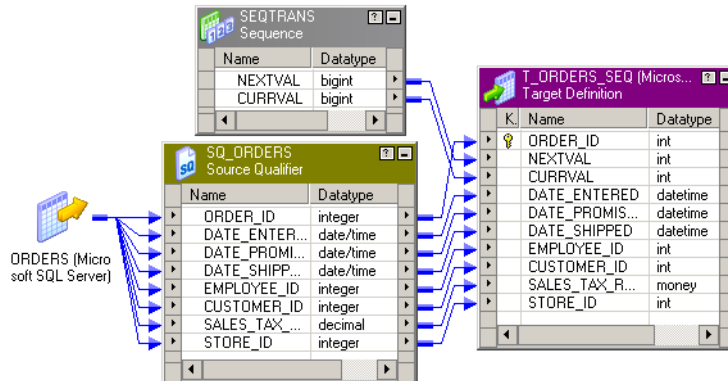 SEQTRANS
Sequence
Name Datatype
NEXTVAL bigint
CURRVAL bigint
T_ORDERS_SEQ (Micros...
Target Definition
K. Name Datatype
ORDER_ID int
NEXTVAL int
CURRVAL int
DATE_ENTERED datetime
DATE_PROMIS... datetime
DATE_SHIPPED datetime
EMPLOYEE_ID int
CUSTOMER_ID int
SALES_TAX_R... money
STORE_ID int
SQ_ORDERS
Source Qualifier
Name Datatype
ORDER_ID integer
DATE_ENTER... date/time
DATE_PROMI... date/time
DATE_SHIPP... date/time
EMPLOYEE_ID integer
CUSTOMER_ID integer
SALES_TAX_... decimal
STORE_ID integer
ORDERS (Micro
soft SQL Server)